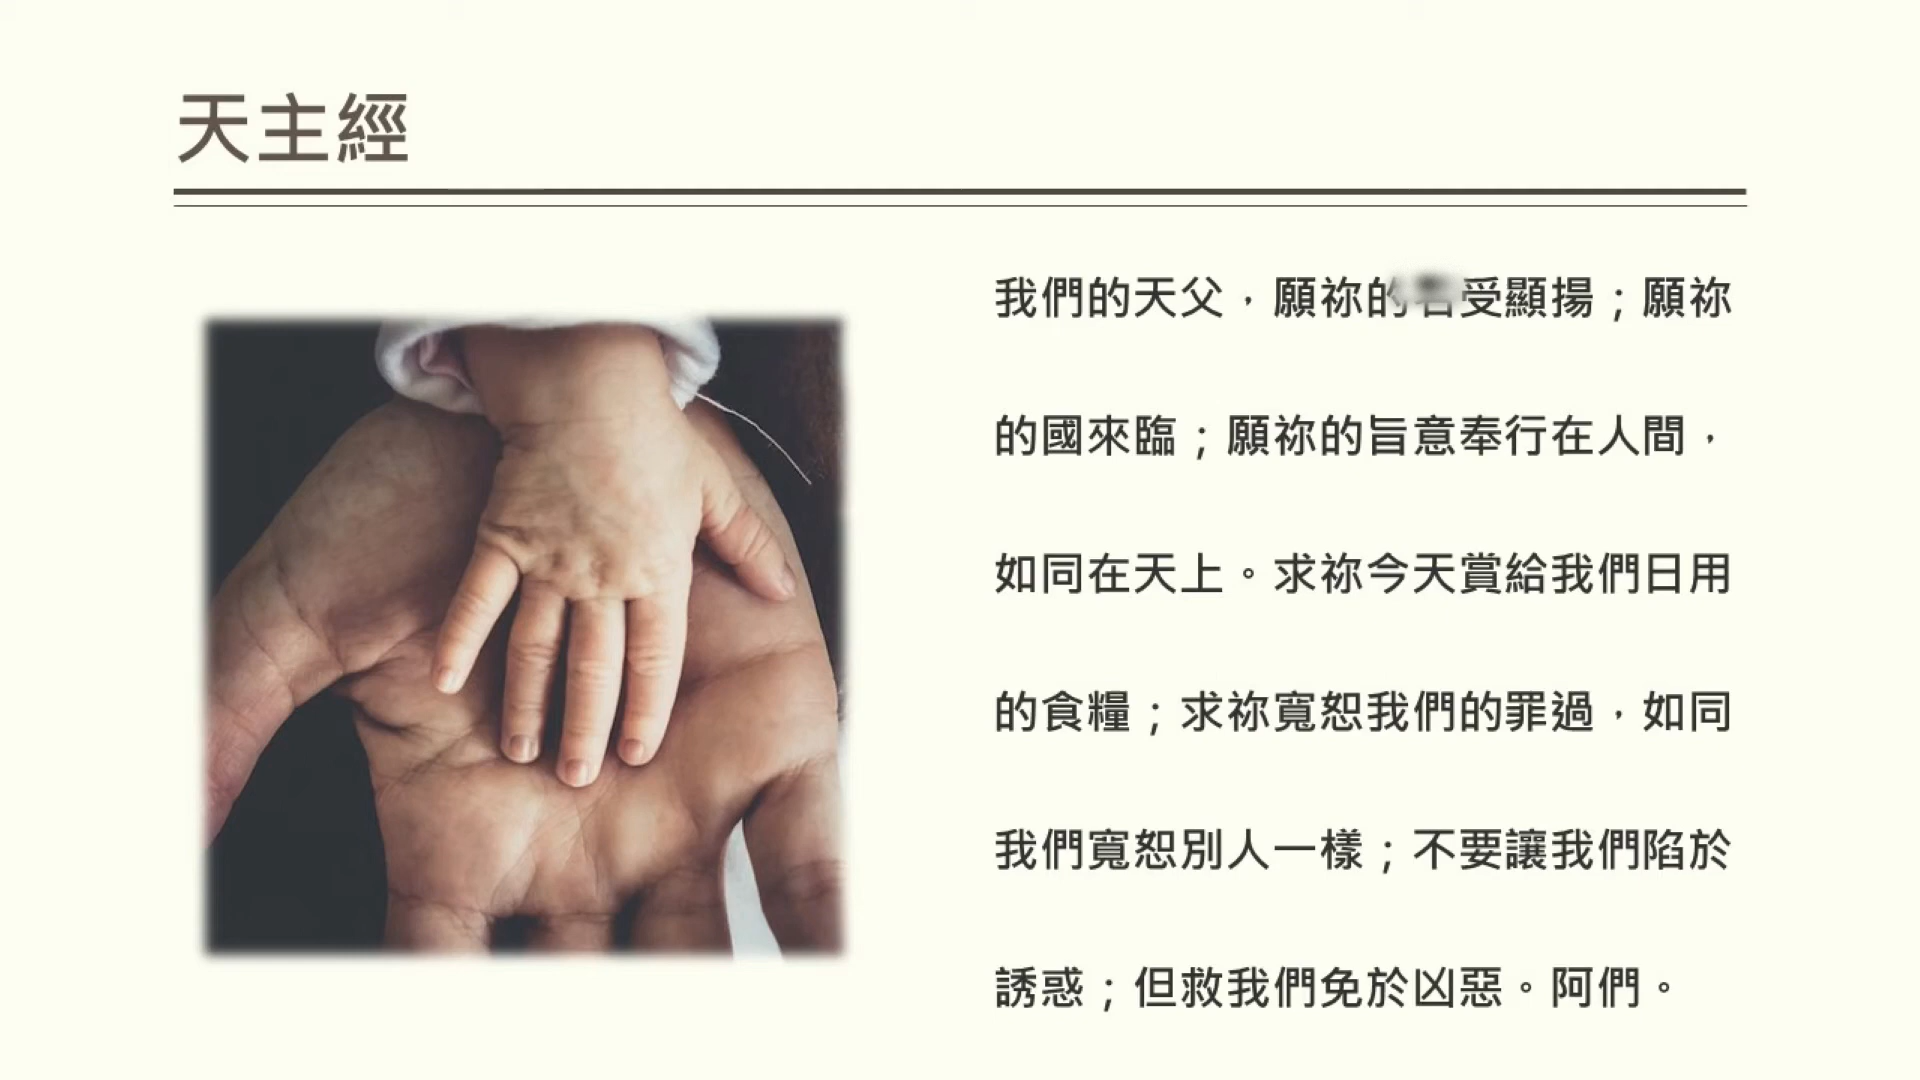 天主經
我們的天父，願祢的名受顯揚；願祢
的國來臨；願祢的旨意奉行在人間，
如同在天上。求祢今天賞給我們日用
的食糧；求祢寬恕我們的罪過，如同
我們寬恕別人一樣；不要讓我們陷於
誘惑；但救我們免於凶惡。阿們。